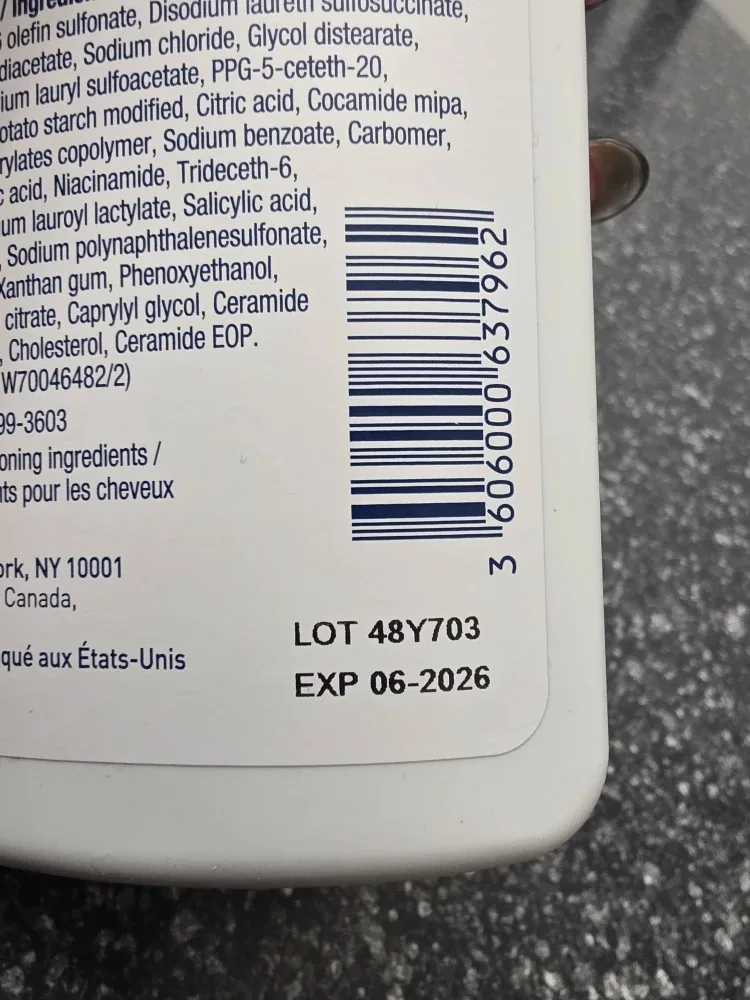 olefin sulfonate, Disodium laureth sulfosuccinate,
diacetate, Sodium chloride, Glycol distearate,
ium lauryl sulfoacetate, PPG-5-ceteth-20,
otato starch modified, Citric acid, Cocamide mipa,
rylates copolymer, Sodium benzoate, Carbomer,
c acid, Niacinamide, Trideceth-6,
um lauroyl lactylate, Salicylic acid,
, Sodium polynaphthalenesulfonate,
Xanthan gum, Phenoxyethanol,
citrate, Caprylyl glycol, Ceramide
, Cholesterol, Ceramide EOP.
W70046482/2)
99-3603
oning ingredients /
nts pour les cheveux
ork, NY 10001
Canada,
qué aux États-Unis
3 606000 637962
LOT 48Y703
EXP 06-2026